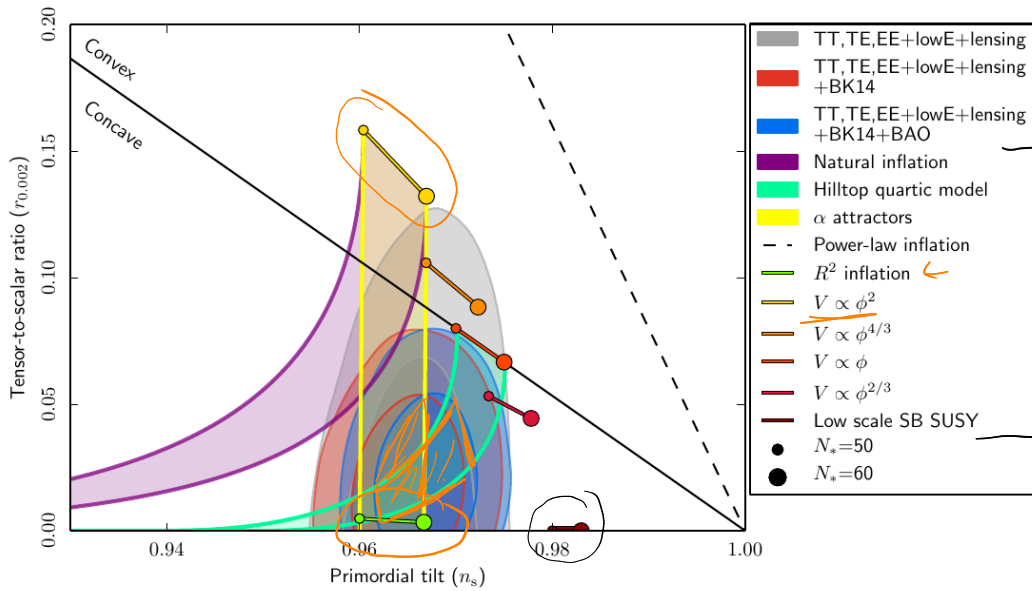 0.20
0.15
0.10
0.05
0.00
Tensor-to-scalar ratio (r₀.₀₀₂)
Convex
Concave
0.94
0.96
0.98
1.00
Primordial tilt (nₛ)
TT,TE,EE+lowE+lensing
TT,TE,EE+lowE+lensing
+BK14
TT,TE,EE+lowE+lensing
+BK14+BAO
Natural inflation
Hilltop quartic model
α attractors
Power-law inflation
R² inflation
V ∝ ϕ²
V ∝ ϕ^{4/3}
V ∝ ϕ
V ∝ ϕ^{2/3}
Low scale SB SUSY
N_*=50
N_*=60